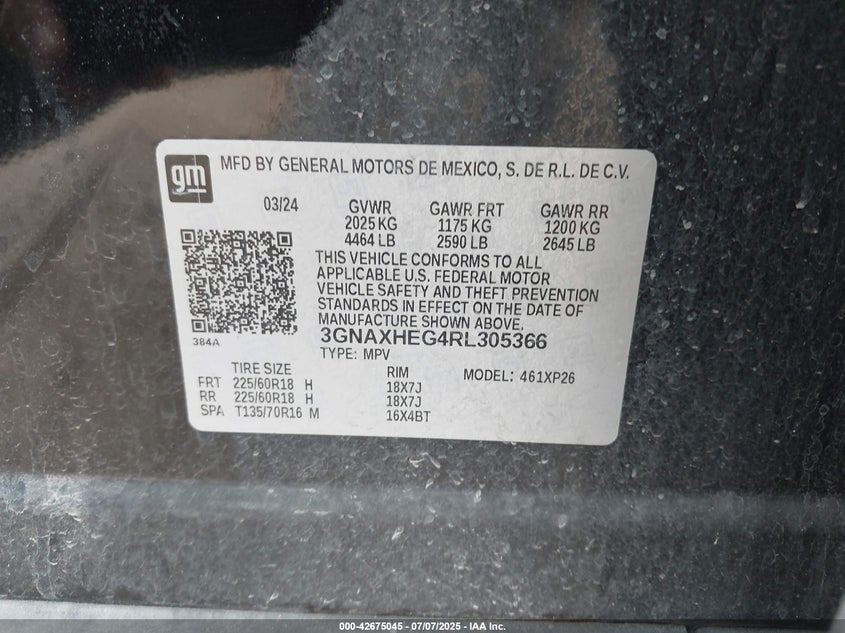 gm
MFD BY GENERAL MOTORS DE MEXICO, S. DE R.L. DE C.V.
03/24 GVWR GAWR FRT GAWR RR
2025 KG 1175 KG 1200 KG
4464 LB 2590 LB 2645 LB
THIS VEHICLE CONFORMS TO ALL
APPLICABLE U.S. FEDERAL MOTOR
VEHICLE SAFETY AND THEFT PREVENTION
STANDARDS IN EFFECT ON THE DATE OF
MANUFACTURE SHOWN ABOVE.
384A
3GNAXHEG4RL305366
TYPE: MPV
TIRE SIZE RIM MODEL: 461XP26
FRT 225/60R18 H 18X7J
RR 225/60R18 H 18X7J
SPA T135/70R16 M 16X4BT
000-42675045 - 07/07/2025 - IAA Inc.